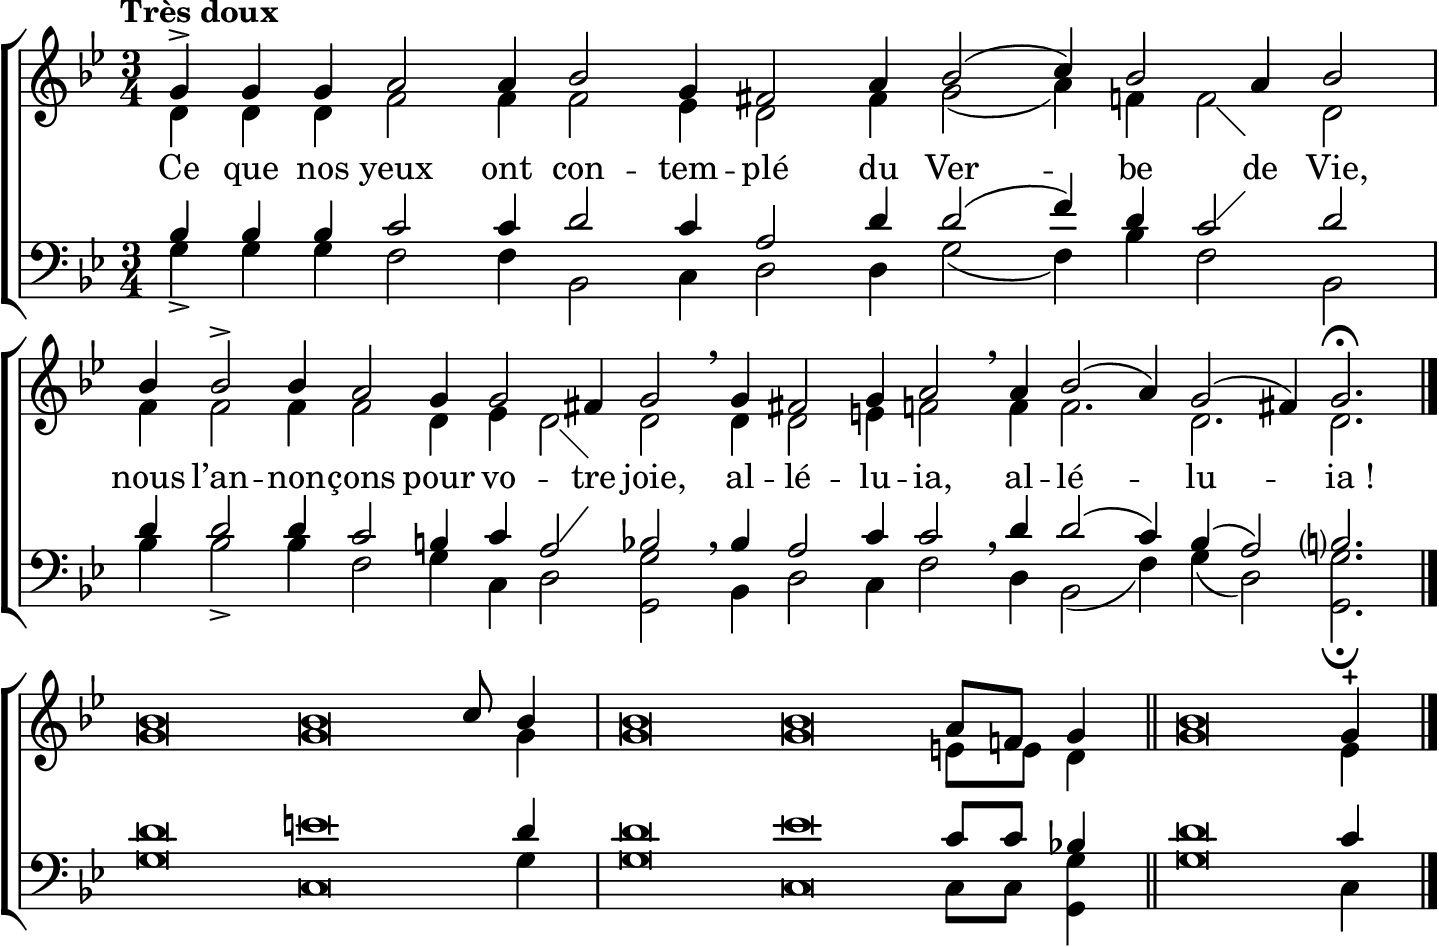 Très doux
Ce que nos yeux ont con -- tem -- plé du Ver -- be de Vie,
nous l’an -- nonçons pour vo -- tre joie, al -- lé -- lu -- ia, al -- lé -- lu -- ia !